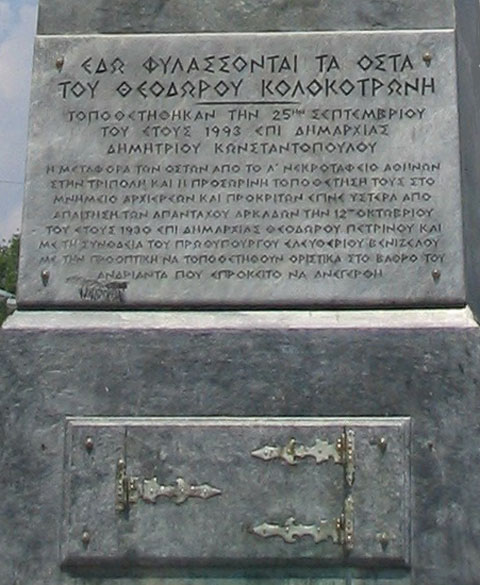 ΕΔΩ ΦΥΛΑΣΣΟΝΤΑΙ ΤΑ ΟΣΤΑ
ΤΟΥ ΘΕΟΔΩΡΟΥ ΚΟΛΟΚΟΤΡΩΝΗ
ΤΟΠΟΘΕΤΗΘΗΚΑΝ ΤΗΝ 25ΗΝ ΣΕΠΤΕΜΒΡΙΟΥ
ΤΟΥ ΕΤΟΥΣ 1993 ΕΠΙ ΔΗΜΑΡΧΙΑΣ
ΔΗΜΗΤΡΙΟΥ ΚΩΝΣΤΑΝΤΟΠΟΥΛΟΥ
Η ΜΕΤΑΦΟΡΑ ΤΩΝ ΟΣΤΩΝ ΑΠΟ ΤΟ Α' ΝΕΚΡΟΤΑΦΕΙΟ ΑΘΗΝΩΝ
ΣΤΗΝ ΤΡΙΠΟΛΗ ΚΑΙ Η ΠΡΟΣΩΡΙΝΗ ΤΟΠΟΘΕΤΗΣΗ ΤΟΥΣ ΣΤΟ
ΜΝΗΜΕΙΟ ΑΡΧΙΕΡΕΩΝ ΚΑΙ ΠΡΟΚΡΙΤΩΝ ΕΓΙΝΕ ΥΣΤΕΡΑ ΑΠΟ
ΑΠΑΙΤΗΣΗ ΤΩΝ ΑΠΑΝΤΑΧΟΥ ΑΡΚΑΔΩΝ ΤΗΝ 12ΗΝ ΟΚΤΩΒΡΙΟΥ
ΤΟΥ ΕΤΟΥΣ 1930 ΕΠΙ ΔΗΜΑΡΧΙΑΣ ΘΕΟΔΩΡΟΥ ΠΕΤΡΙΝΟΥ ΚΑΙ
ΜΕ ΤΗ ΣΥΝΟΔΕΙΑ ΤΟΥ ΠΡΩΘΥΠΟΥΡΓΟΥ ΕΛΕΥΘΕΡΙΟΥ ΒΕΝΙΖΕΛΟΥ
ΜΕ ΤΗΝ ΠΡΟΟΠΤΙΚΗ ΝΑ ΤΟΠΟΘΕΤΗΘΟΥΝ ΟΡΙΣΤΙΚΑ ΣΤΟ ΒΑΘΡΟ ΤΟΥ
ΑΝΔΡΙΑΝΤΑ ΠΟΥ ΕΠΡΟΚΕΙΤΟ ΝΑ ΑΝΕΓΕΡΘΗ